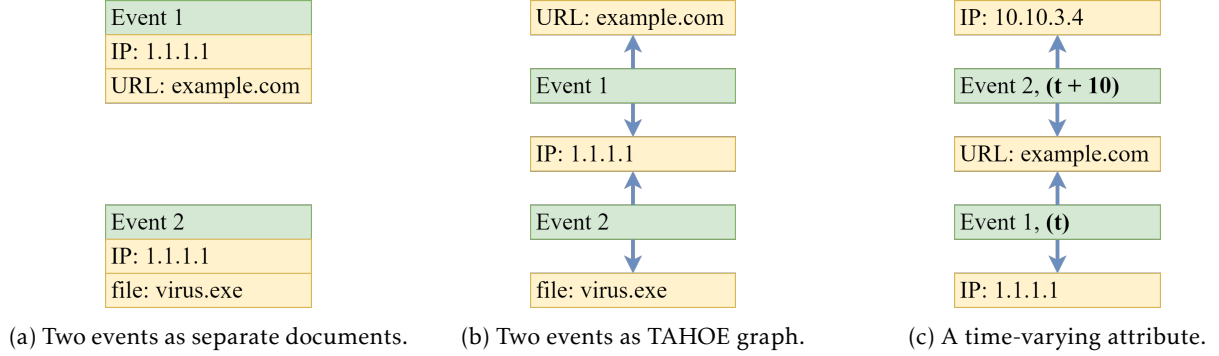 Event 1
IP: 1.1.1.1
URL: example.com
Event 2
IP: 1.1.1.1
file: virus.exe
(a) Two events as separate documents.
URL: example.com
Event 1
IP: 1.1.1.1
Event 2
file: virus.exe
(b) Two events as TAHOE graph.
IP: 10.10.3.4
Event 2, (t + 10)
URL: example.com
Event 1, (t)
IP: 1.1.1.1
(c) A time-varying attribute.